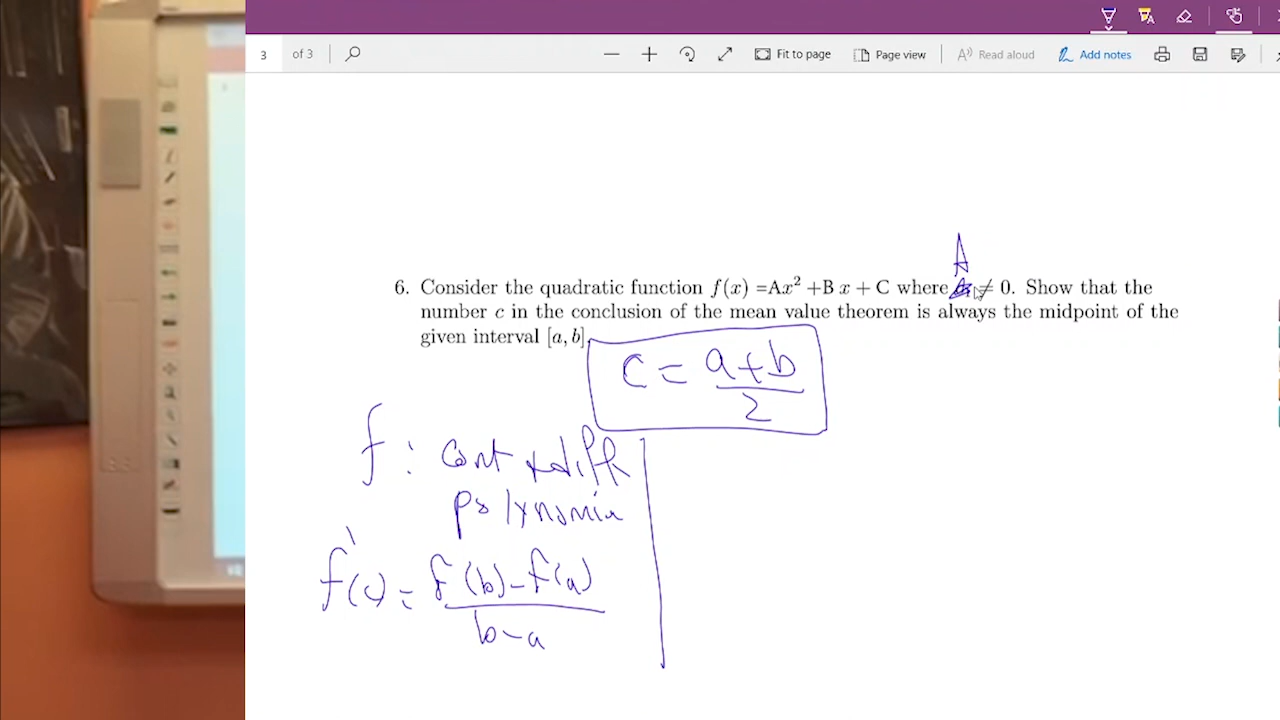 3 of 3 Fit to page Page view Read aloud Add notes
A
6. Consider the quadratic function f(x) =Ax² +B x + C where ≠ 0. Show that the
number c in the conclusion of the mean value theorem is always the midpoint of the
given interval [a, b].
c = a+b
2
f : cont + diff
polynomia
f'(c) = f(b) - f(a)
b - a